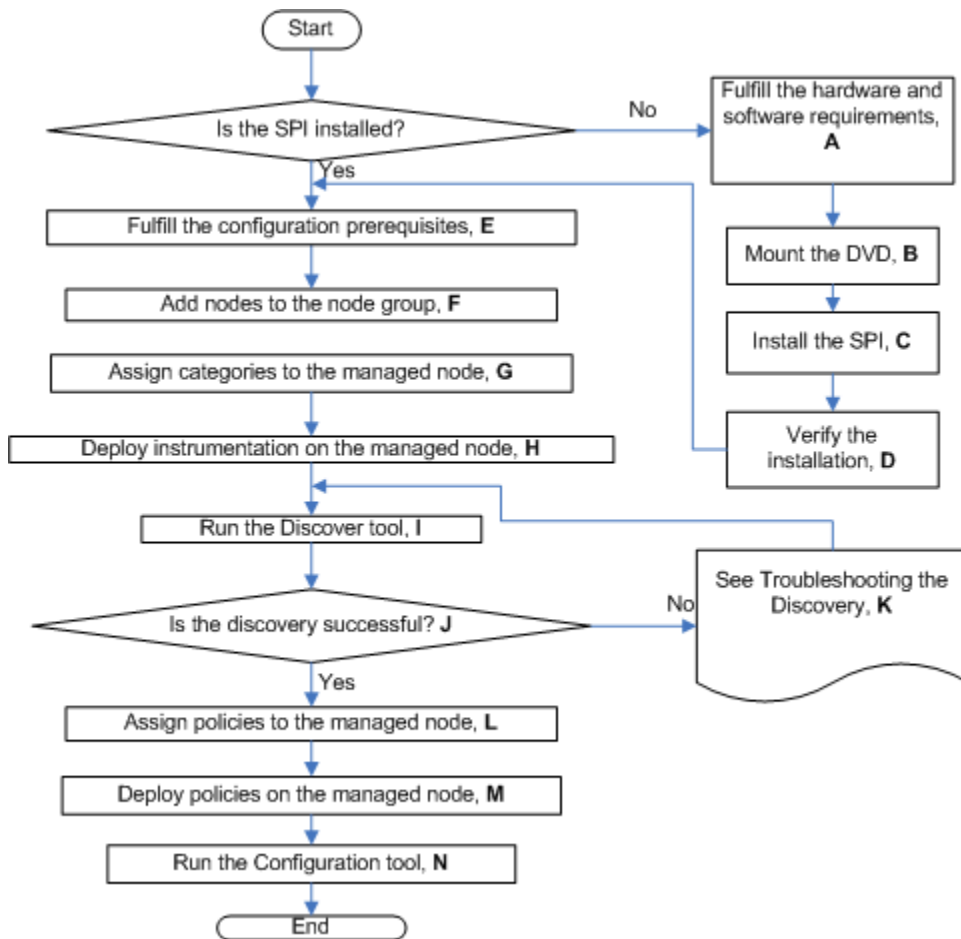 Start
Is the SPI installed?
No
Fulfill the hardware and
software requirements,
A
Yes
Mount the DVD, B
Install the SPI, C
Verify the
installation, D
Fulfill the configuration prerequisites, E
Add nodes to the node group, F
Assign categories to the managed node, G
Deploy instrumentation on the managed node, H
Run the Discover tool, I
Is the discovery successful? J
No
See Troubleshooting the
Discovery, K
Yes
Assign policies to the managed node, L
Deploy policies on the managed node, M
Run the Configuration tool, N
End